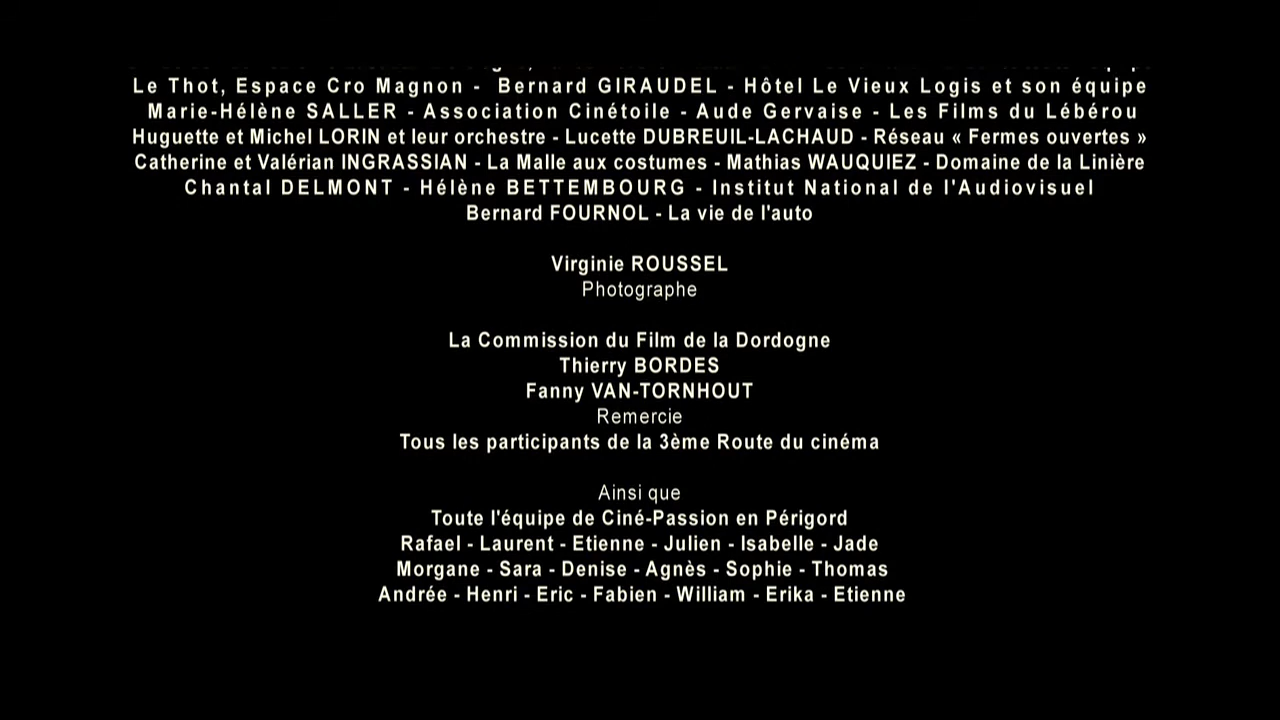 Le Thot, Espace Cro Magnon - Bernard GIRAUDEL - Hôtel Le Vieux Logis et son équipe
Marie-Hélène SALLER - Association Cinétoile - Aude Gervaise - Les Films du Lébérou
Huguette et Michel LORIN et leur orchestre - Lucette DUBREUIL-LACHAUD - Réseau « Fermes ouvertes »
Catherine et Valérian INGRASSIAN - La Malle aux costumes - Mathias WAUQUIEZ - Domaine de la Linière
Chantal DELMONT - Hélène BETTEMBOURG - Institut National de l'Audiovisuel
Bernard FOURNOL - La vie de l'auto
Virginie ROUSSEL
Photographe
La Commission du Film de la Dordogne
Thierry BORDES
Fanny VAN-TORNHOUT
Remercie
Tous les participants de la 3ème Route du cinéma
Ainsi que
Toute l'équipe de Ciné-Passion en Périgord
Rafael - Laurent - Etienne - Julien - Isabelle - Jade
Morgane - Sara - Denise - Agnès - Sophie - Thomas
Andrée - Henri - Eric - Fabien - William - Erika - Etienne